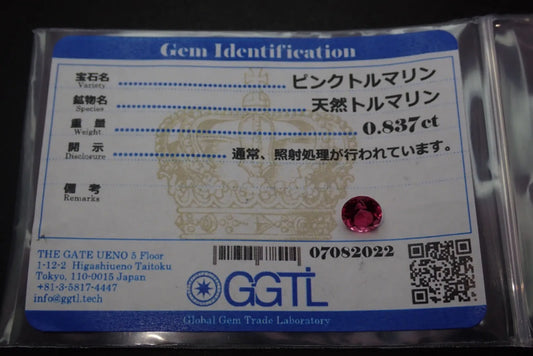 Gem Identification
宝石名 ピンクトルマリン
Variety
鉱物名 天然トルマリン
Species
重量 0.837ct
Weight
開示 通常、照射処理が行われています。
Disclosure
備考
Remarks
07082022
THE GATE UENO 5 Floor
1-12-2 Higashiueno Taitoku
Tokyo, 110-0015 Japan
+81-3-5817-4447
info@ggtl.tech
GGTL
Global Gem Trade Laboratory